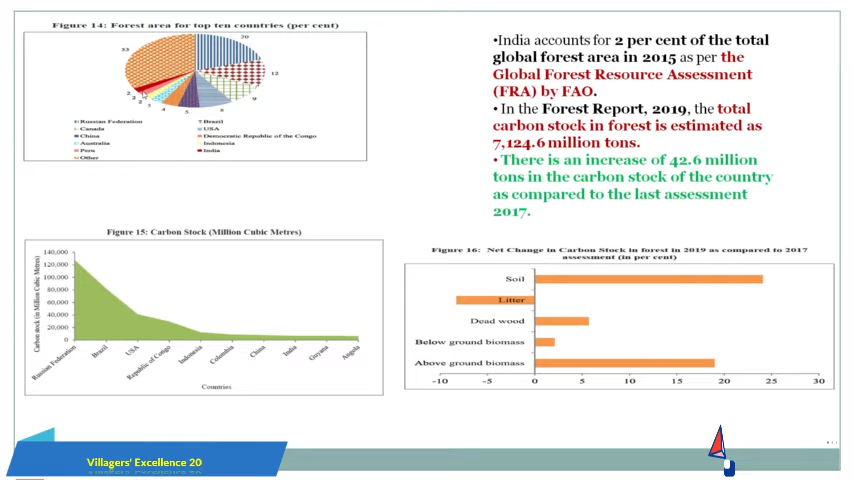 Figure 14: Forest area for top ten countries (per cent)
33
20
12
9
8
5
4
2
2
2
2
Russian Federation
Brazil
Canada
USA
China
Democratic Republic of the Congo
Australia
Indonesia
Peru
India
Other
•India accounts for 2 per cent of the total
global forest area in 2015 as per the
Global Forest Resource Assessment
(FRA) by FAO.
• In the Forest Report, 2019, the total
carbon stock in forest is estimated as
7,124.6 million tons.
• There is an increase of 42.6 million
tons in the carbon stock of the country
as compared to the last assessment
2017.
Figure 15: Carbon Stock (Million Cubic Metres)
Carbon stock (in Million Cubic Metres)
140,000
120,000
100,000
80,000
60,000
40,000
20,000
0
Russian Federation
Brazil
USA
Republic of Congo
Indonesia
Columbia
China
India
Guyana
Angola
Countries
Figure 16: Net Change in Carbon Stock in forest in 2019 as compared to 2017
assessment (in per cent)
Soil
Litter
Dead wood
Below ground biomass
Above ground biomass
-10 -5 0 5 10 15 20 25 30
Villagers' Excellence 20